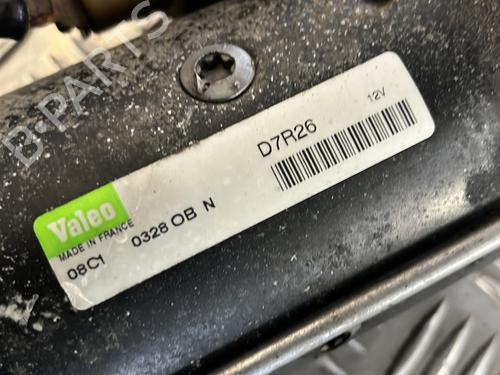 B-PARTS
Valeo
MADE IN FRANCE
08C1 0328 OB N
D7R26
12V